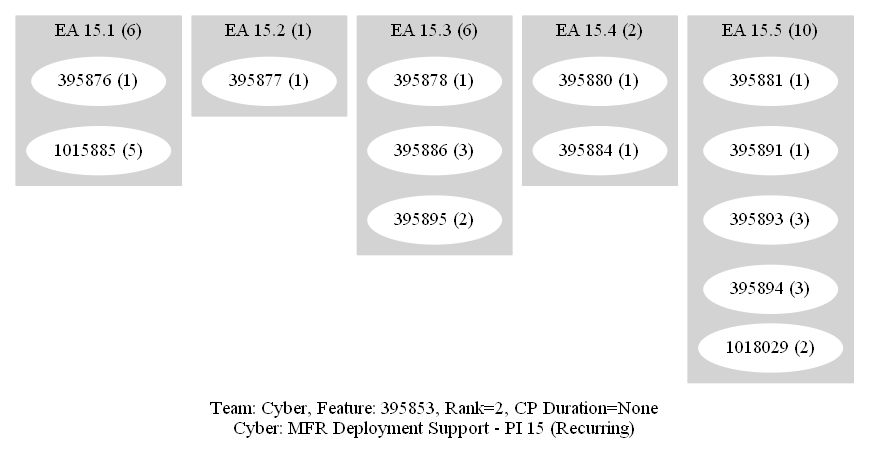 EA 15.1 (6)
395876 (1)
1015885 (5)
EA 15.2 (1)
395877 (1)
EA 15.3 (6)
395878 (1)
395886 (3)
395895 (2)
EA 15.4 (2)
395880 (1)
395884 (1)
EA 15.5 (10)
395881 (1)
395891 (1)
395893 (3)
395894 (3)
1018029 (2)
Team: Cyber, Feature: 395853, Rank=2, CP Duration=None
Cyber: MFR Deployment Support - PI 15 (Recurring)